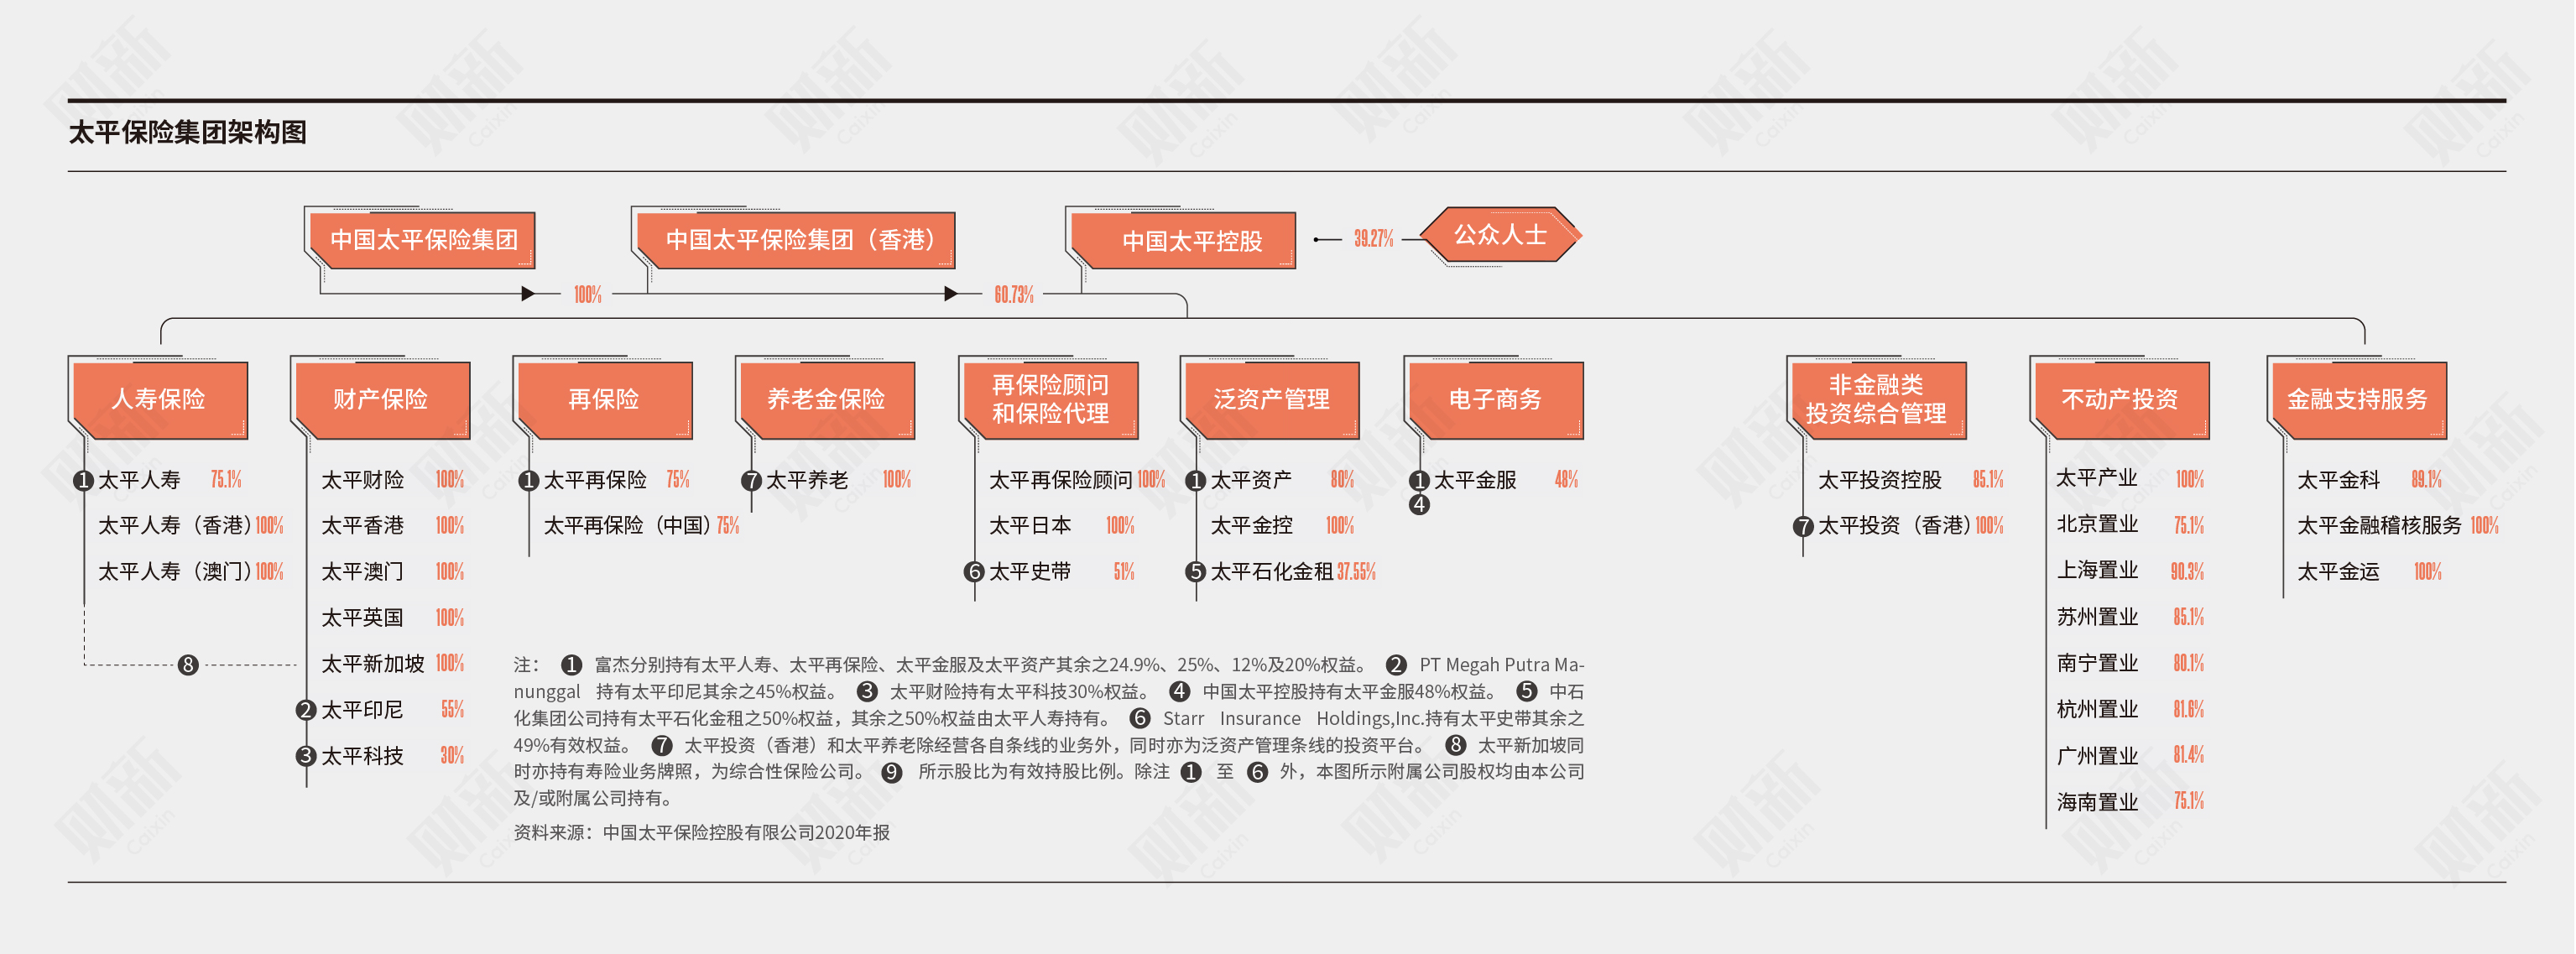 太平保险集团架构图
中国太平保险集团
中国太平保险集团（香港）
中国太平控股
39.27%
公众人士
100%
60.73%
人寿保险
太平人寿 75.1%
太平人寿（香港）100%
太平人寿（澳门）100%
8
财产保险
太平财险 100%
太平香港 100%
太平澳门 100%
太平英国 100%
太平新加坡 100%
2 太平印尼 55%
3 太平科技 30%
再保险
1 太平再保险 75%
太平再保险（中国）75%
养老金保险
7 太平养老 100%
再保险顾问
和保险代理
太平再保险顾问 100%
太平日本 100%
6 太平史带 51%
泛资产管理
1 太平资产 80%
太平金控 100%
5 太平石化金租 37.55%
电子商务
1 太平金服 48%
4
非金融类
投资综合管理
太平投资控股 85.1%
7 太平投资（香港）100%
不动产投资
太平产业 100%
北京置业 75.1%
上海置业 90.3%
苏州置业 85.1%
南宁置业 80.1%
杭州置业 81.6%
广州置业 81.4%
海南置业 75.1%
金融支持服务
太平金科 89.1%
太平金融稽核服务 100%
太平金运 100%
注： 1 富杰分别持有太平人寿、太平再保险、太平金服及太平资产其余之24.9%、25%、12%及20%权益。 2 PT Megah Putra Ma-
nunggal 持有太平印尼其余之45%权益。 3 太平财险持有太平科技30%权益。 4 中国太平控股持有太平金服48%权益。 5 中石
化集团公司持有太平石化金租之50%权益，其余之50%权益由太平人寿持有。 6 Starr Insurance Holdings,Inc.持有太平史带其余之
49%有效权益。 7 太平投资（香港）和太平养老除经营各自条线的业务外，同时亦为泛资产管理条线的投资平台。 8 太平新加坡同
时亦持有寿险业务牌照，为综合性保险公司。 9 所示股比为有效持股比例。除注 1 至 6 外，本图所示附属公司股权均由本公司
及/或附属公司持有。
资料来源：中国太平保险控股有限公司2020年报
财新
Caixin